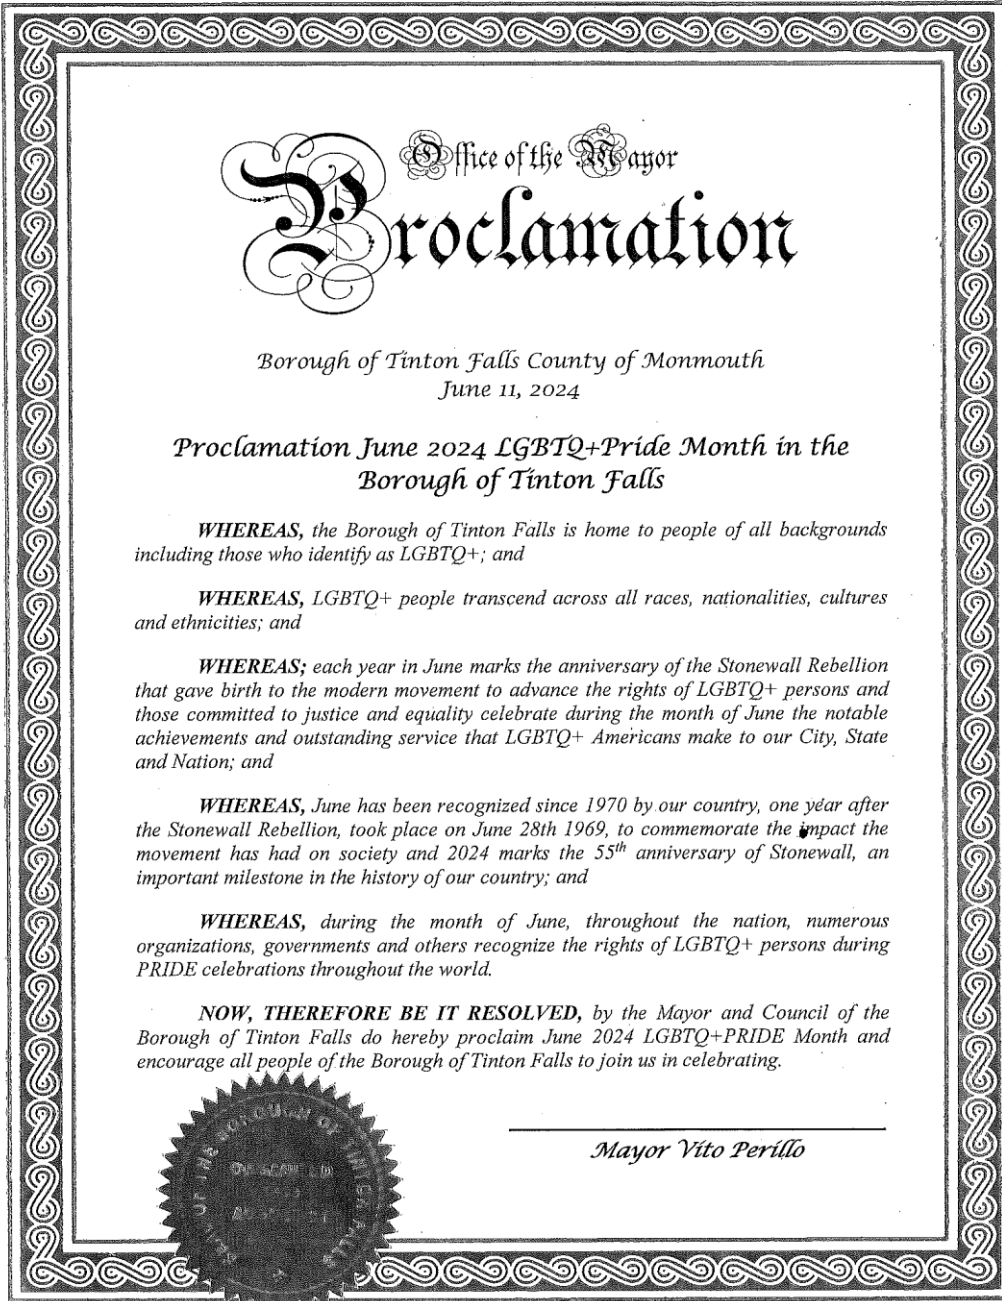 Office of the Mayor
Proclamation
Borough of Tinton Falls County of Monmouth
June 11, 2024
Proclamation June 2024 LGBTQ+Pride Month in the
Borough of Tinton Falls
WHEREAS, the Borough of Tinton Falls is home to people of all backgrounds
including those who identify as LGBTQ+; and
WHEREAS, LGBTQ+ people transcend across all races, nationalities, cultures
and ethnicities; and
WHEREAS; each year in June marks the anniversary of the Stonewall Rebellion
that gave birth to the modern movement to advance the rights of LGBTQ+ persons and
those committed to justice and equality celebrate during the month of June the notable
achievements and outstanding service that LGBTQ+ Americans make to our City, State
and Nation; and
WHEREAS, June has been recognized since 1970 by our country, one year after
the Stonewall Rebellion, took place on June 28th 1969, to commemorate the impact the
movement has had on society and 2024 marks the 55th anniversary of Stonewall, an
important milestone in the history of our country; and
WHEREAS, during the month of June, throughout the nation, numerous
organizations, governments and others recognize the rights of LGBTQ+ persons during
PRIDE celebrations throughout the world.
NOW, THEREFORE BE IT RESOLVED, by the Mayor and Council of the
Borough of Tinton Falls do hereby proclaim June 2024 LGBTQ+PRIDE Month and
encourage all people of the Borough of Tinton Falls to join us in celebrating.
Mayor Vito Perillo
SEAL OF THE BOROUGH OF TINTON FALLS